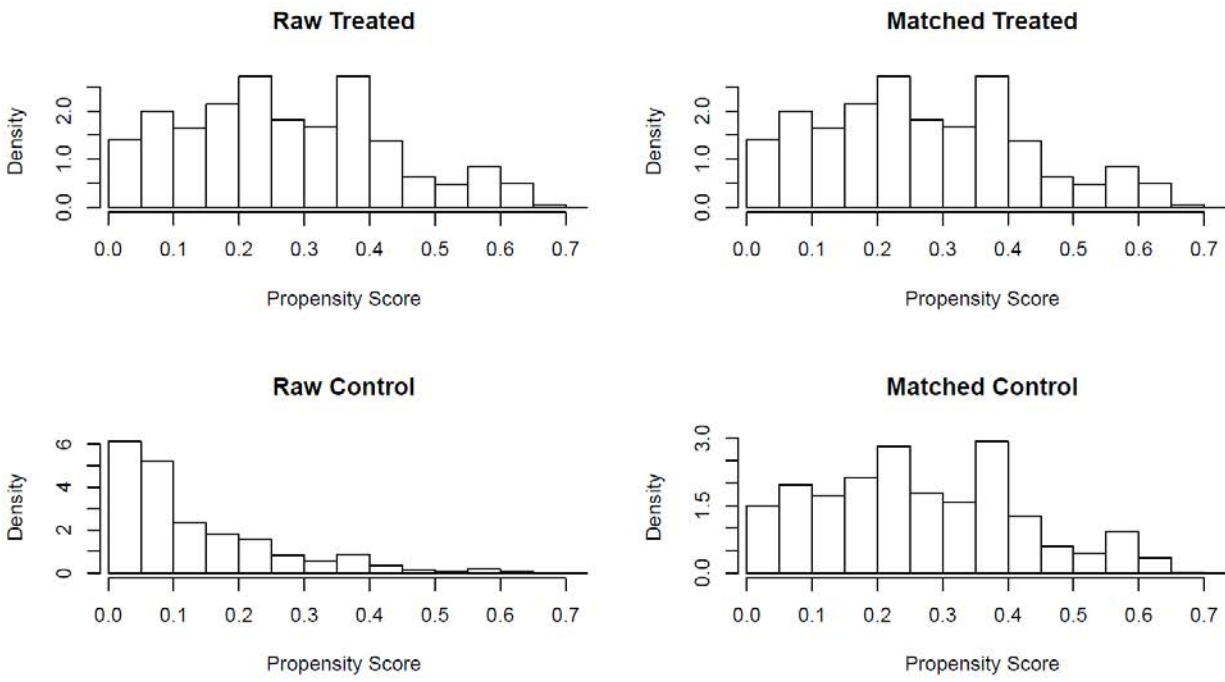 Raw Treated
Density
0.0 1.0 2.0
0.0 0.1 0.2 0.3 0.4 0.5 0.6 0.7
Propensity Score
Matched Treated
Density
0.0 1.0 2.0
0.0 0.1 0.2 0.3 0.4 0.5 0.6 0.7
Propensity Score
Raw Control
Density
0 2 4 6
0.0 0.1 0.2 0.3 0.4 0.5 0.6 0.7
Propensity Score
Matched Control
Density
0.0 1.5 3.0
0.0 0.1 0.2 0.3 0.4 0.5 0.6 0.7
Propensity Score